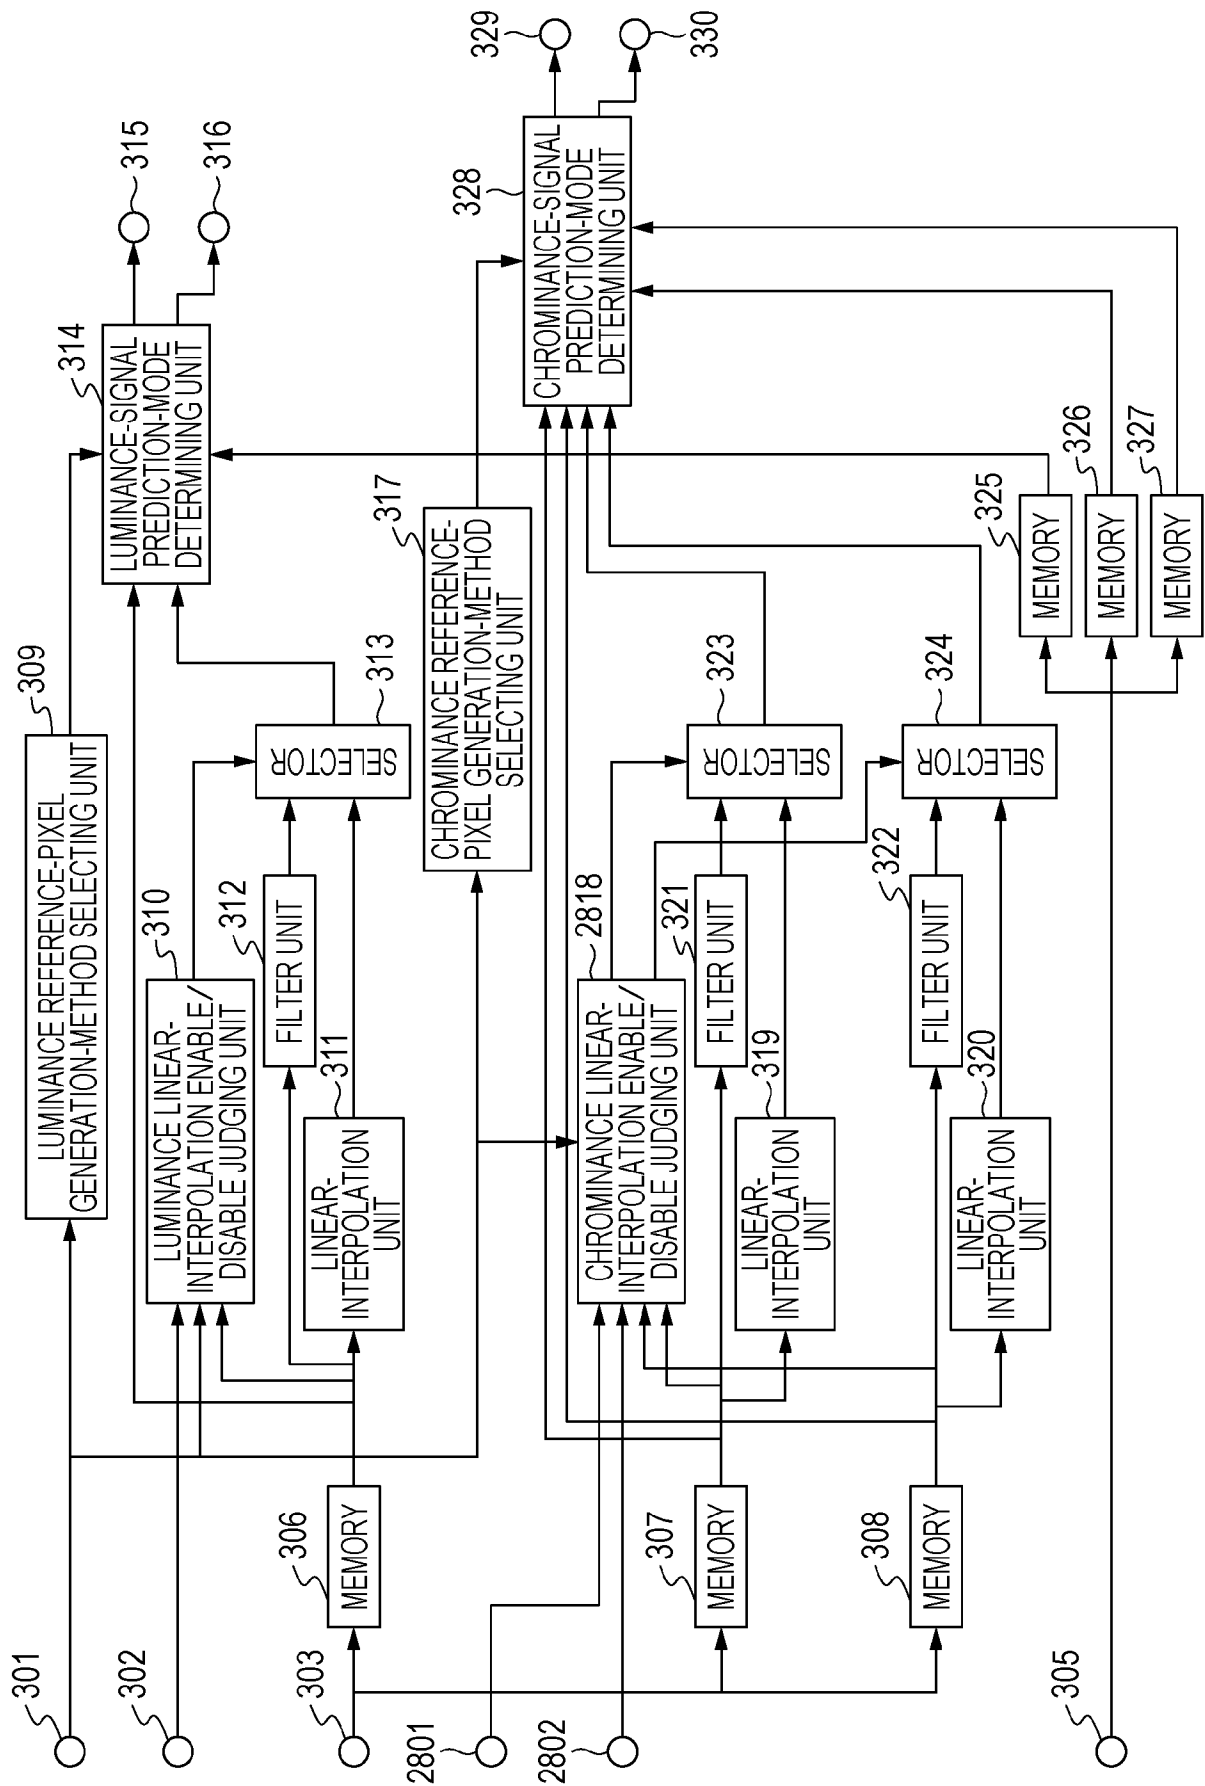 301
302
303
2801
2802
305
306
MEMORY
307
MEMORY
308
MEMORY
309
LUMINANCE REFERENCE-PIXEL
GENERATION-METHOD SELECTING UNIT
310
LUMINANCE LINEAR-
INTERPOLATION ENABLE/
DISABLE JUDGING UNIT
311
LINEAR-
INTERPOLATION
UNIT
312
FILTER UNIT
313
SELECTOR
314
LUMINANCE-SIGNAL
PREDICTION-MODE
DETERMINING UNIT
315
316
317
CHROMINANCE REFERENCE-
PIXEL GENERATION-METHOD
SELECTING UNIT
2818
CHROMINANCE LINEAR-
INTERPOLATION ENABLE/
DISABLE JUDGING UNIT
319
LINEAR-
INTERPOLATION
UNIT
320
LINEAR-
INTERPOLATION
UNIT
321
FILTER UNIT
322
FILTER UNIT
323
SELECTOR
324
SELECTOR
325
MEMORY
326
MEMORY
327
MEMORY
328
CHROMINANCE-SIGNAL
PREDICTION-MODE
DETERMINING UNIT
329
330